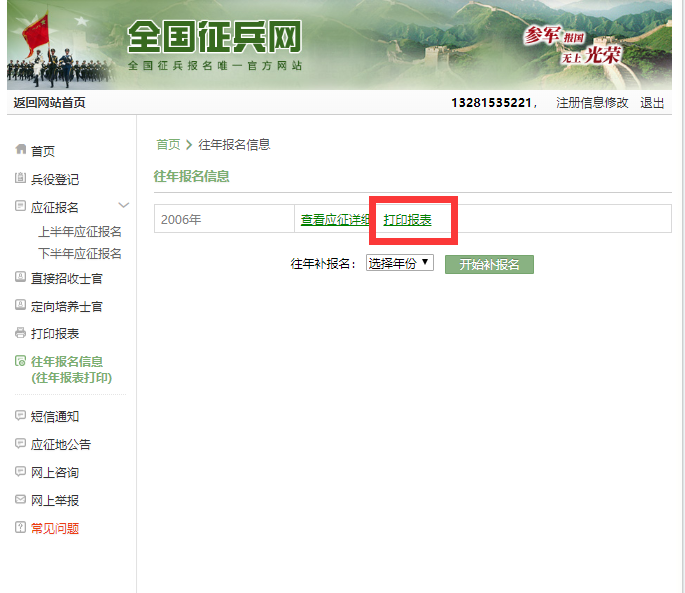 全国征兵网
全国征兵报名唯一官方网站
参军报国
无上光荣
返回网站首页
13281535221， 注册信息修改 退出
首页
兵役登记
应征报名
上半年应征报名
下半年应征报名
直接招收士官
定向培养士官
打印报表
往年报名信息
(往年报表打印)
短信通知
应征地公告
网上咨询
网上举报
常见问题
首页 往年报名信息
往年报名信息
2006年 查看应征详细 打印报表
往年补报名： 选择年份 开始补报名